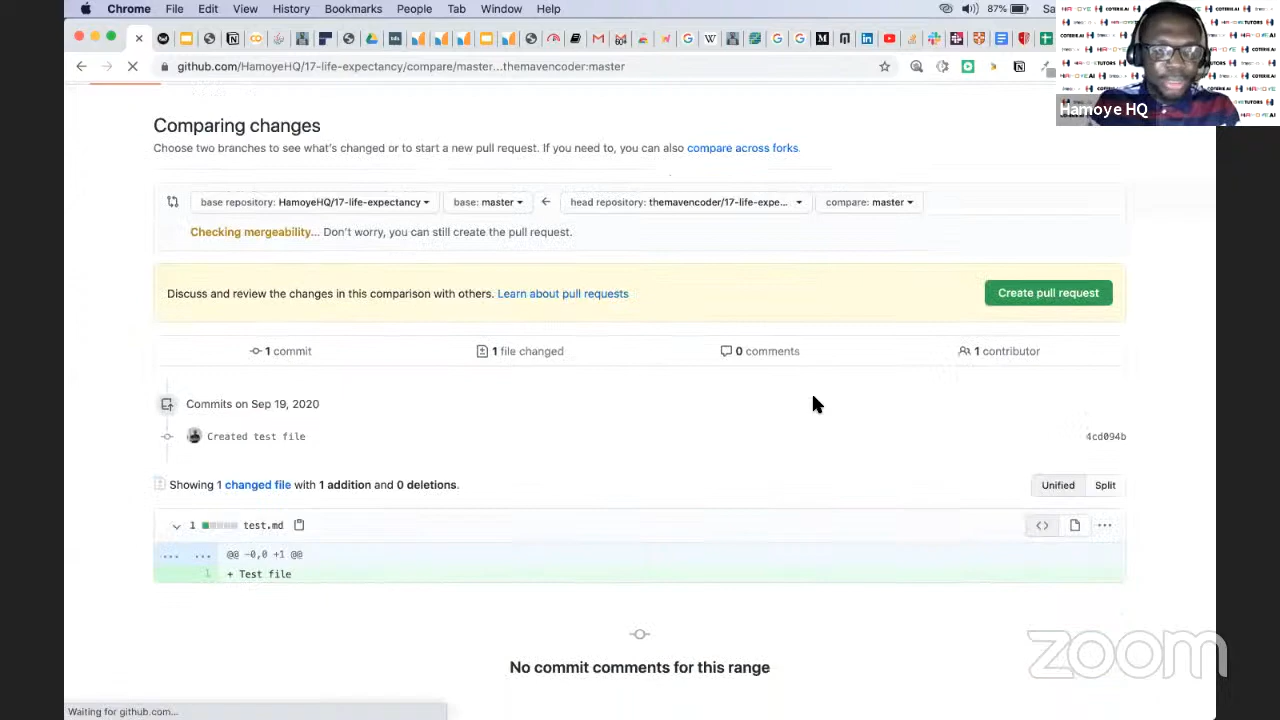 Chrome File Edit View History Bookmarks Tab Window 87%
github.com/HamoyeHQ/17-life-expectancy/compare/master...
Hamoye HQ
Comparing changes
Choose two branches to see what's changed or to start a new pull request. If you need to, you can also compare across forks.
base repository: HamoyeHQ/17-life-expectancy base: master head repository: themavencoder/17-life-expe... compare: master
Checking mergeability... Don't worry, you can still create the pull request.
Discuss and review the changes in this comparison with others. Learn about pull requests
Create pull request
1 commit 1 file changed 0 comments 1 contributor
Commits on Sep 19, 2020
Created test file 4cd094b
Showing 1 changed file with 1 addition and 0 deletions.
Unified Split
1 test.md
... ... @@ -0,0 +1 @@
1 + Test file
No commit comments for this range
zoom
Waiting for github.com...